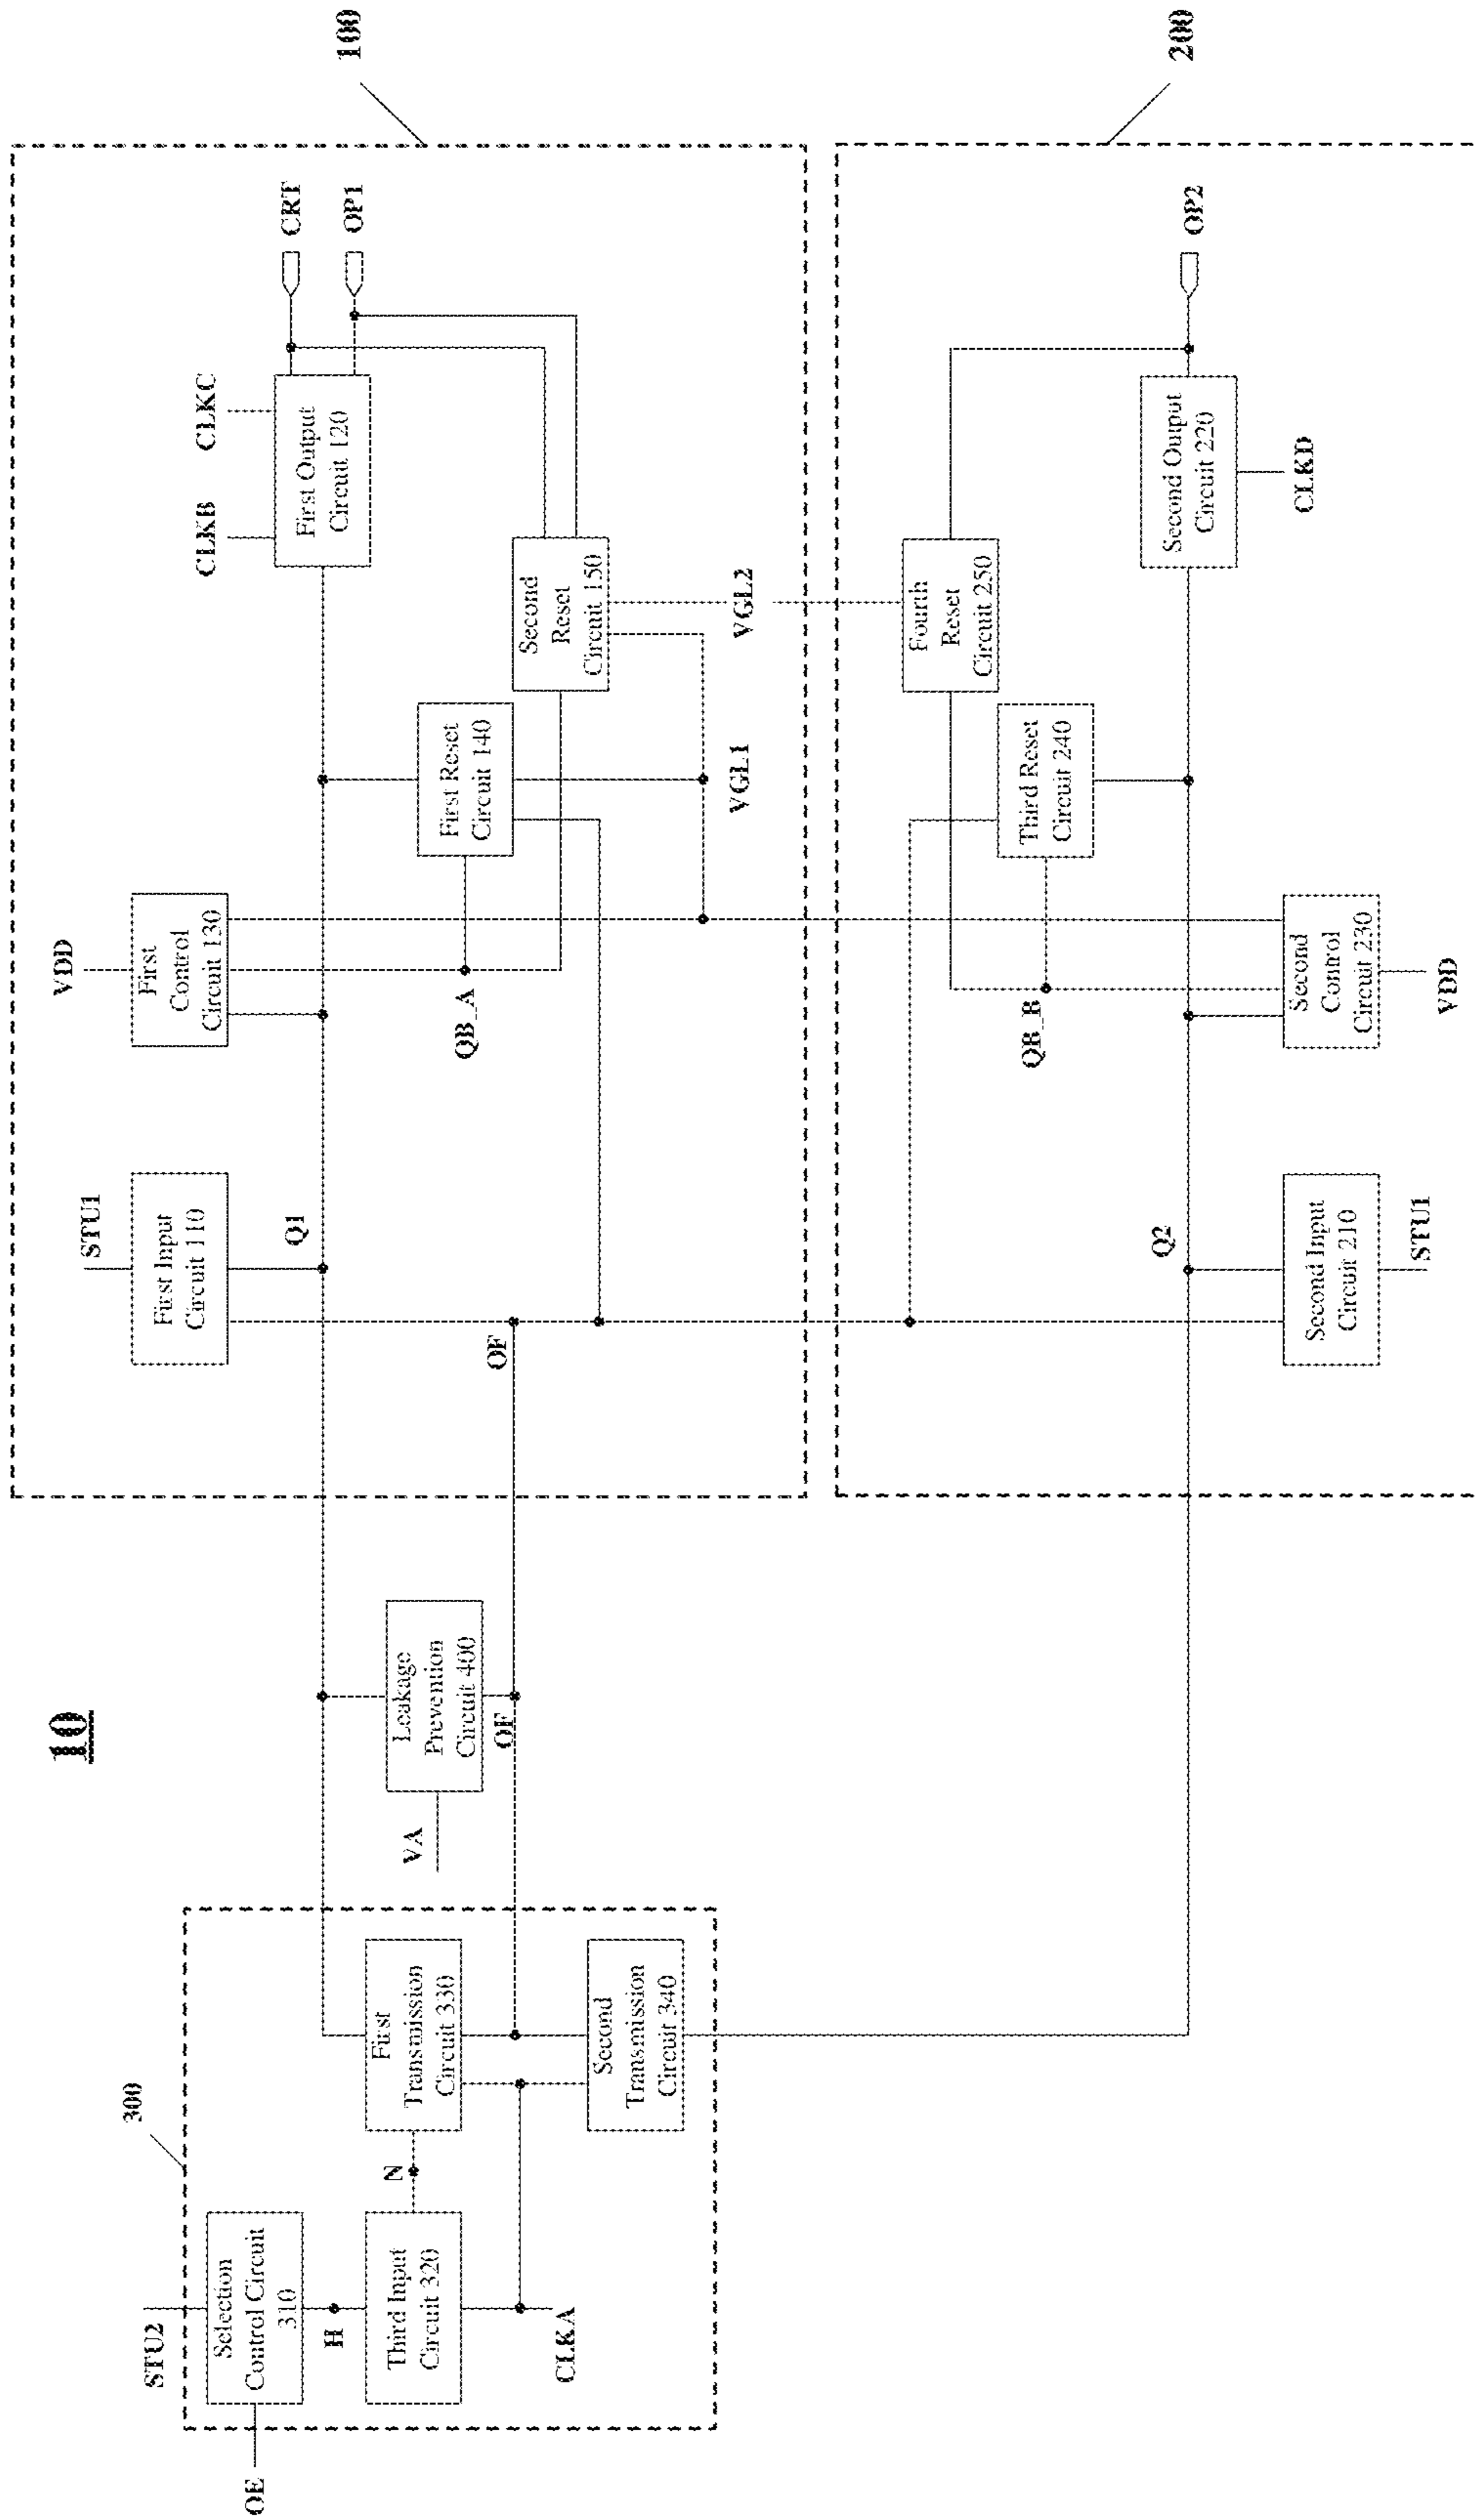 10
300
STU2
OE
Selection
Control Circuit
310
H
Third Input
Circuit 320
CLKA
N
First
Transmission
Circuit 330
Second
Transmission
Circuit 340
VA
Leakage
Prevention
Circuit 400
OF
100
STU1
First Input
Circuit 110
Q1
OF
VDD
First
Control
Circuit 130
QB_A
First Reset
Circuit 140
VGL1
Second
Reset
Circuit 150
VGL2
CLKB
CLKC
First Output
Circuit 120
CRT
OP1
200
Q2
Second Input
Circuit 210
STU1
QB_B
Second
Control
Circuit 230
VDD
Third Reset
Circuit 240
Fourth
Reset
Circuit 250
Second Output
Circuit 220
CLKD
OP2